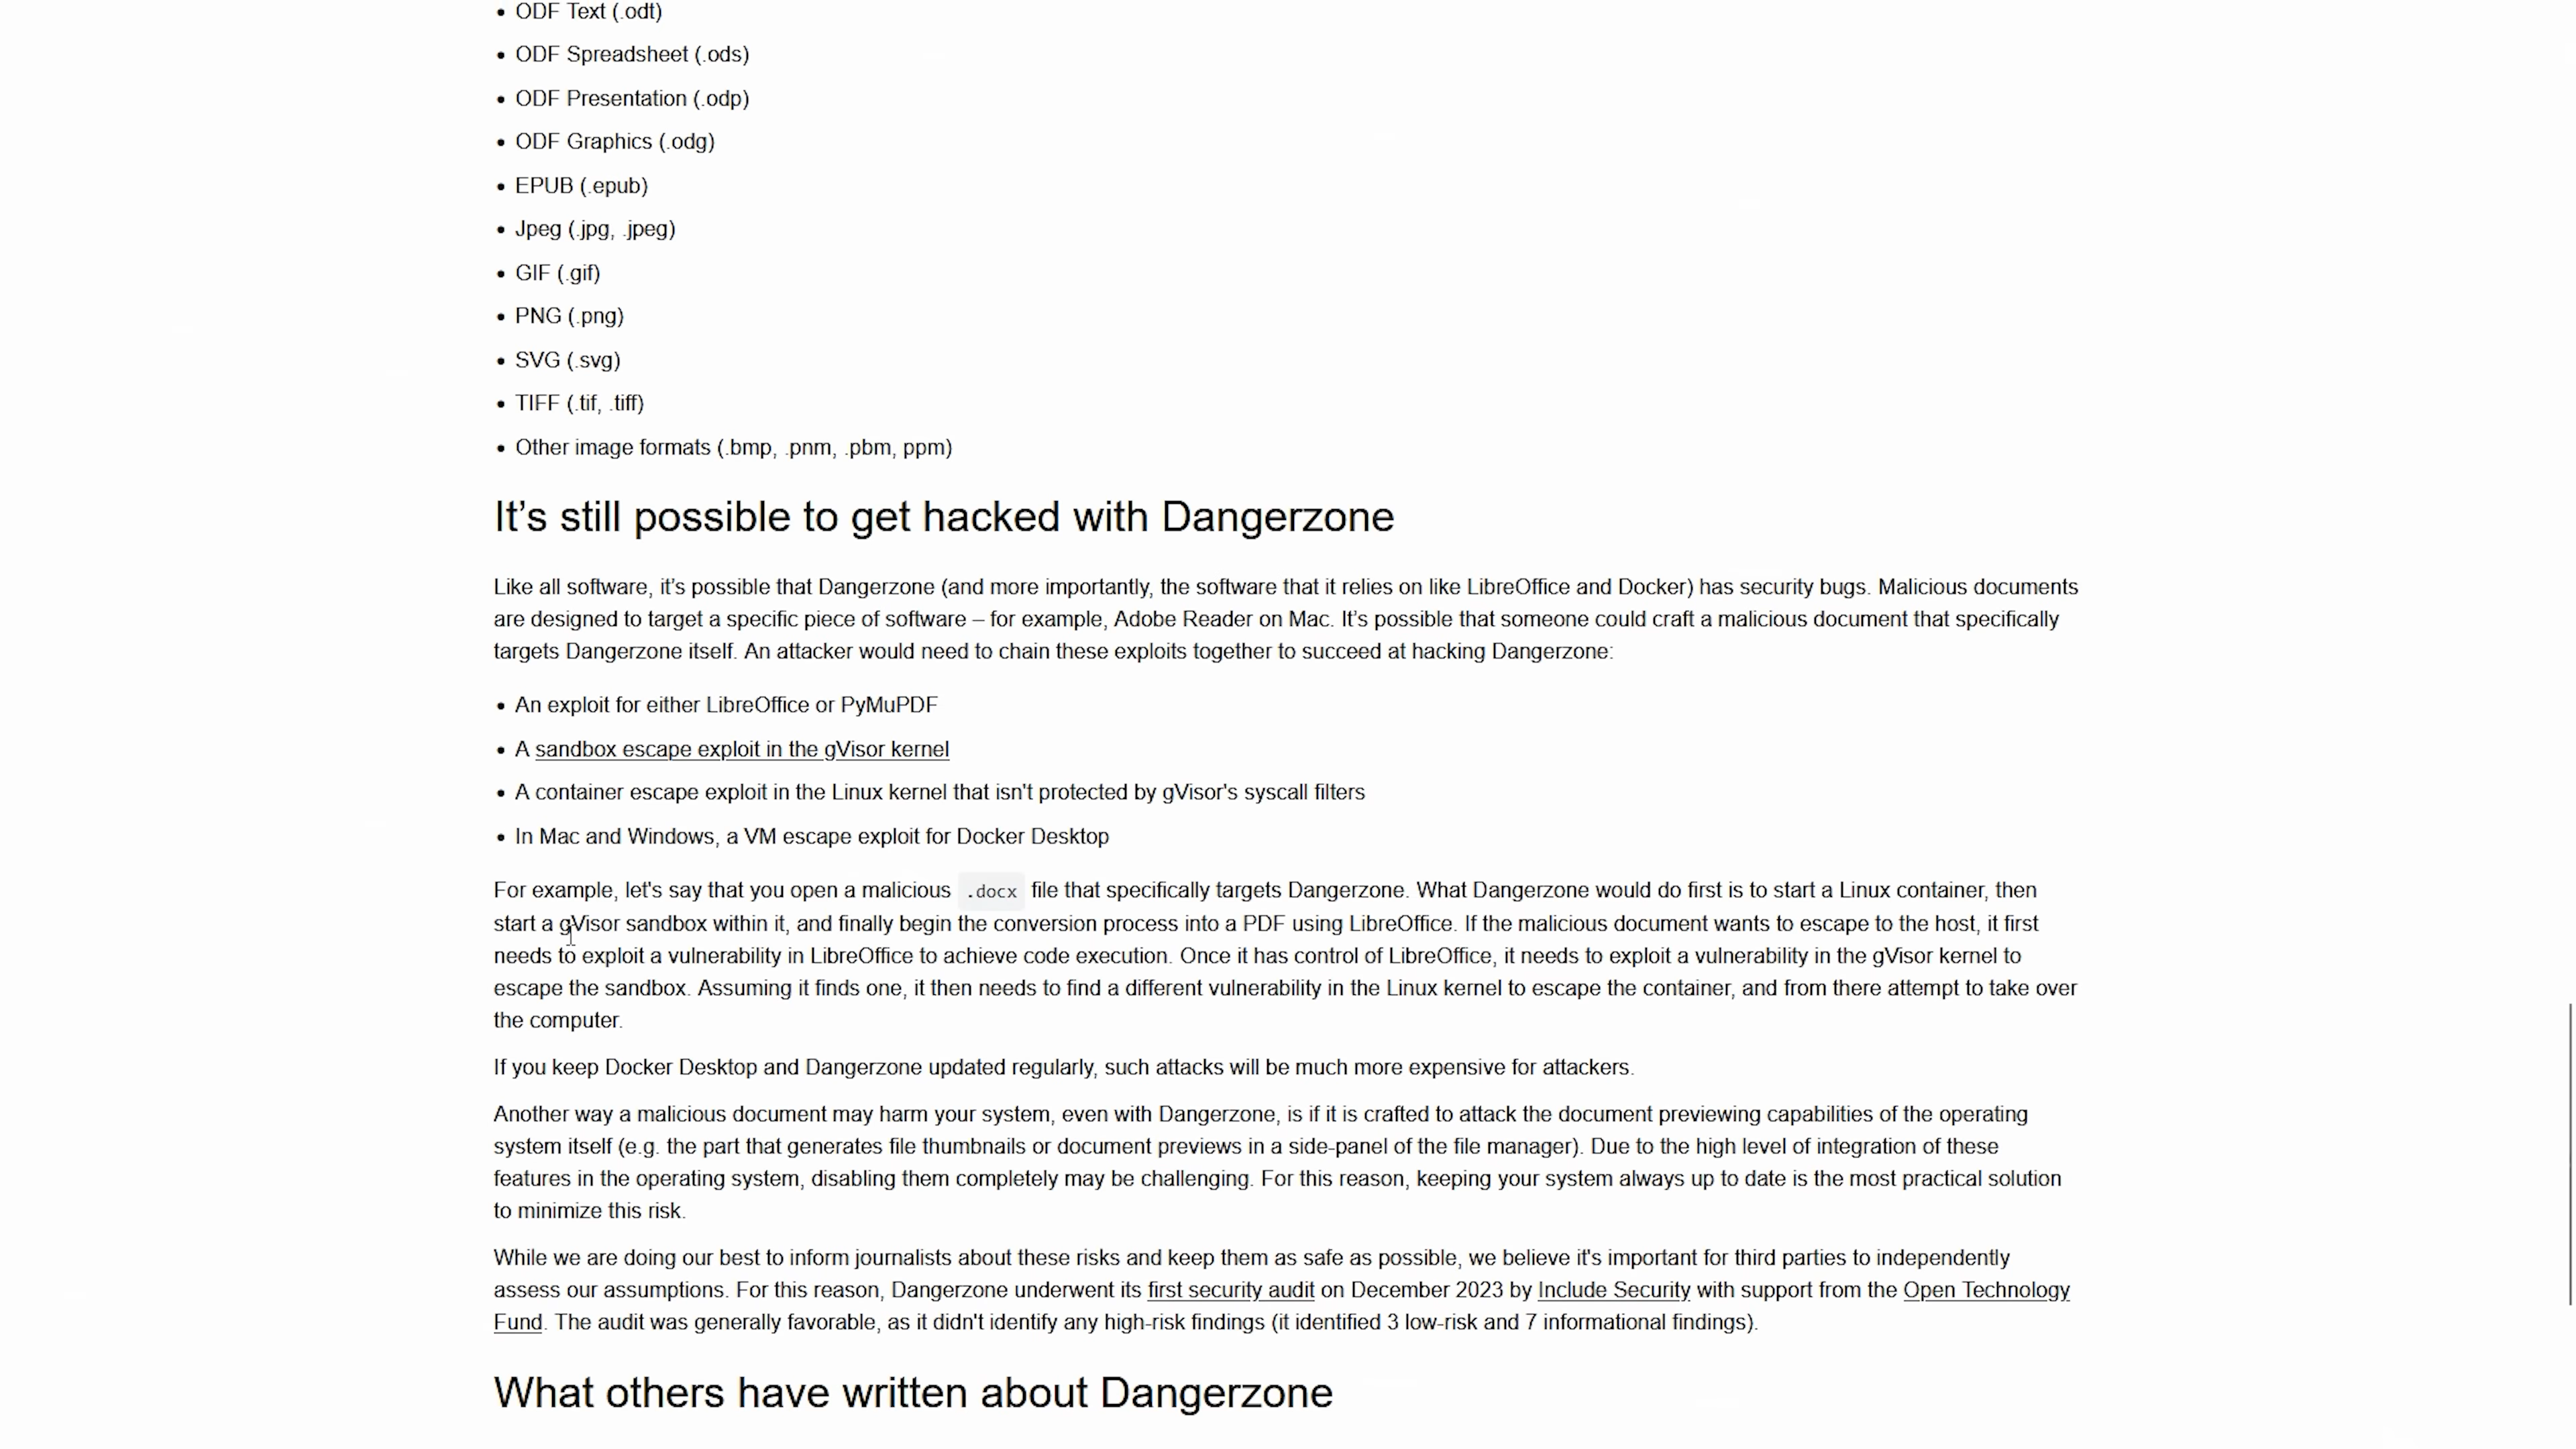 • ODF Text (.odt)
• ODF Spreadsheet (.ods)
• ODF Presentation (.odp)
• ODF Graphics (.odg)
• EPUB (.epub)
• Jpeg (.jpg, .jpeg)
• GIF (.gif)
• PNG (.png)
• SVG (.svg)
• TIFF (.tif, .tiff)
• Other image formats (.bmp, .pnm, .pbm, ppm)
It’s still possible to get hacked with Dangerzone
Like all software, it’s possible that Dangerzone (and more importantly, the software that it relies on like LibreOffice and Docker) has security bugs. Malicious documents
are designed to target a specific piece of software – for example, Adobe Reader on Mac. It’s possible that someone could craft a malicious document that specifically
targets Dangerzone itself. An attacker would need to chain these exploits together to succeed at hacking Dangerzone:
• An exploit for either LibreOffice or PyMuPDF
• A sandbox escape exploit in the gVisor kernel
• A container escape exploit in the Linux kernel that isn't protected by gVisor's syscall filters
• In Mac and Windows, a VM escape exploit for Docker Desktop
For example, let's say that you open a malicious .docx file that specifically targets Dangerzone. What Dangerzone would do first is to start a Linux container, then
start a gVisor sandbox within it, and finally begin the conversion process into a PDF using LibreOffice. If the malicious document wants to escape to the host, it first
needs to exploit a vulnerability in LibreOffice to achieve code execution. Once it has control of LibreOffice, it needs to exploit a vulnerability in the gVisor kernel to
escape the sandbox. Assuming it finds one, it then needs to find a different vulnerability in the Linux kernel to escape the container, and from there attempt to take over
the computer.
If you keep Docker Desktop and Dangerzone updated regularly, such attacks will be much more expensive for attackers.
Another way a malicious document may harm your system, even with Dangerzone, is if it is crafted to attack the document previewing capabilities of the operating
system itself (e.g. the part that generates file thumbnails or document previews in a side-panel of the file manager). Due to the high level of integration of these
features in the operating system, disabling them completely may be challenging. For this reason, keeping your system always up to date is the most practical solution
to minimize this risk.
While we are doing our best to inform journalists about these risks and keep them as safe as possible, we believe it's important for third parties to independently
assess our assumptions. For this reason, Dangerzone underwent its first security audit on December 2023 by Include Security with support from the Open Technology
Fund. The audit was generally favorable, as it didn't identify any high-risk findings (it identified 3 low-risk and 7 informational findings).
What others have written about Dangerzone